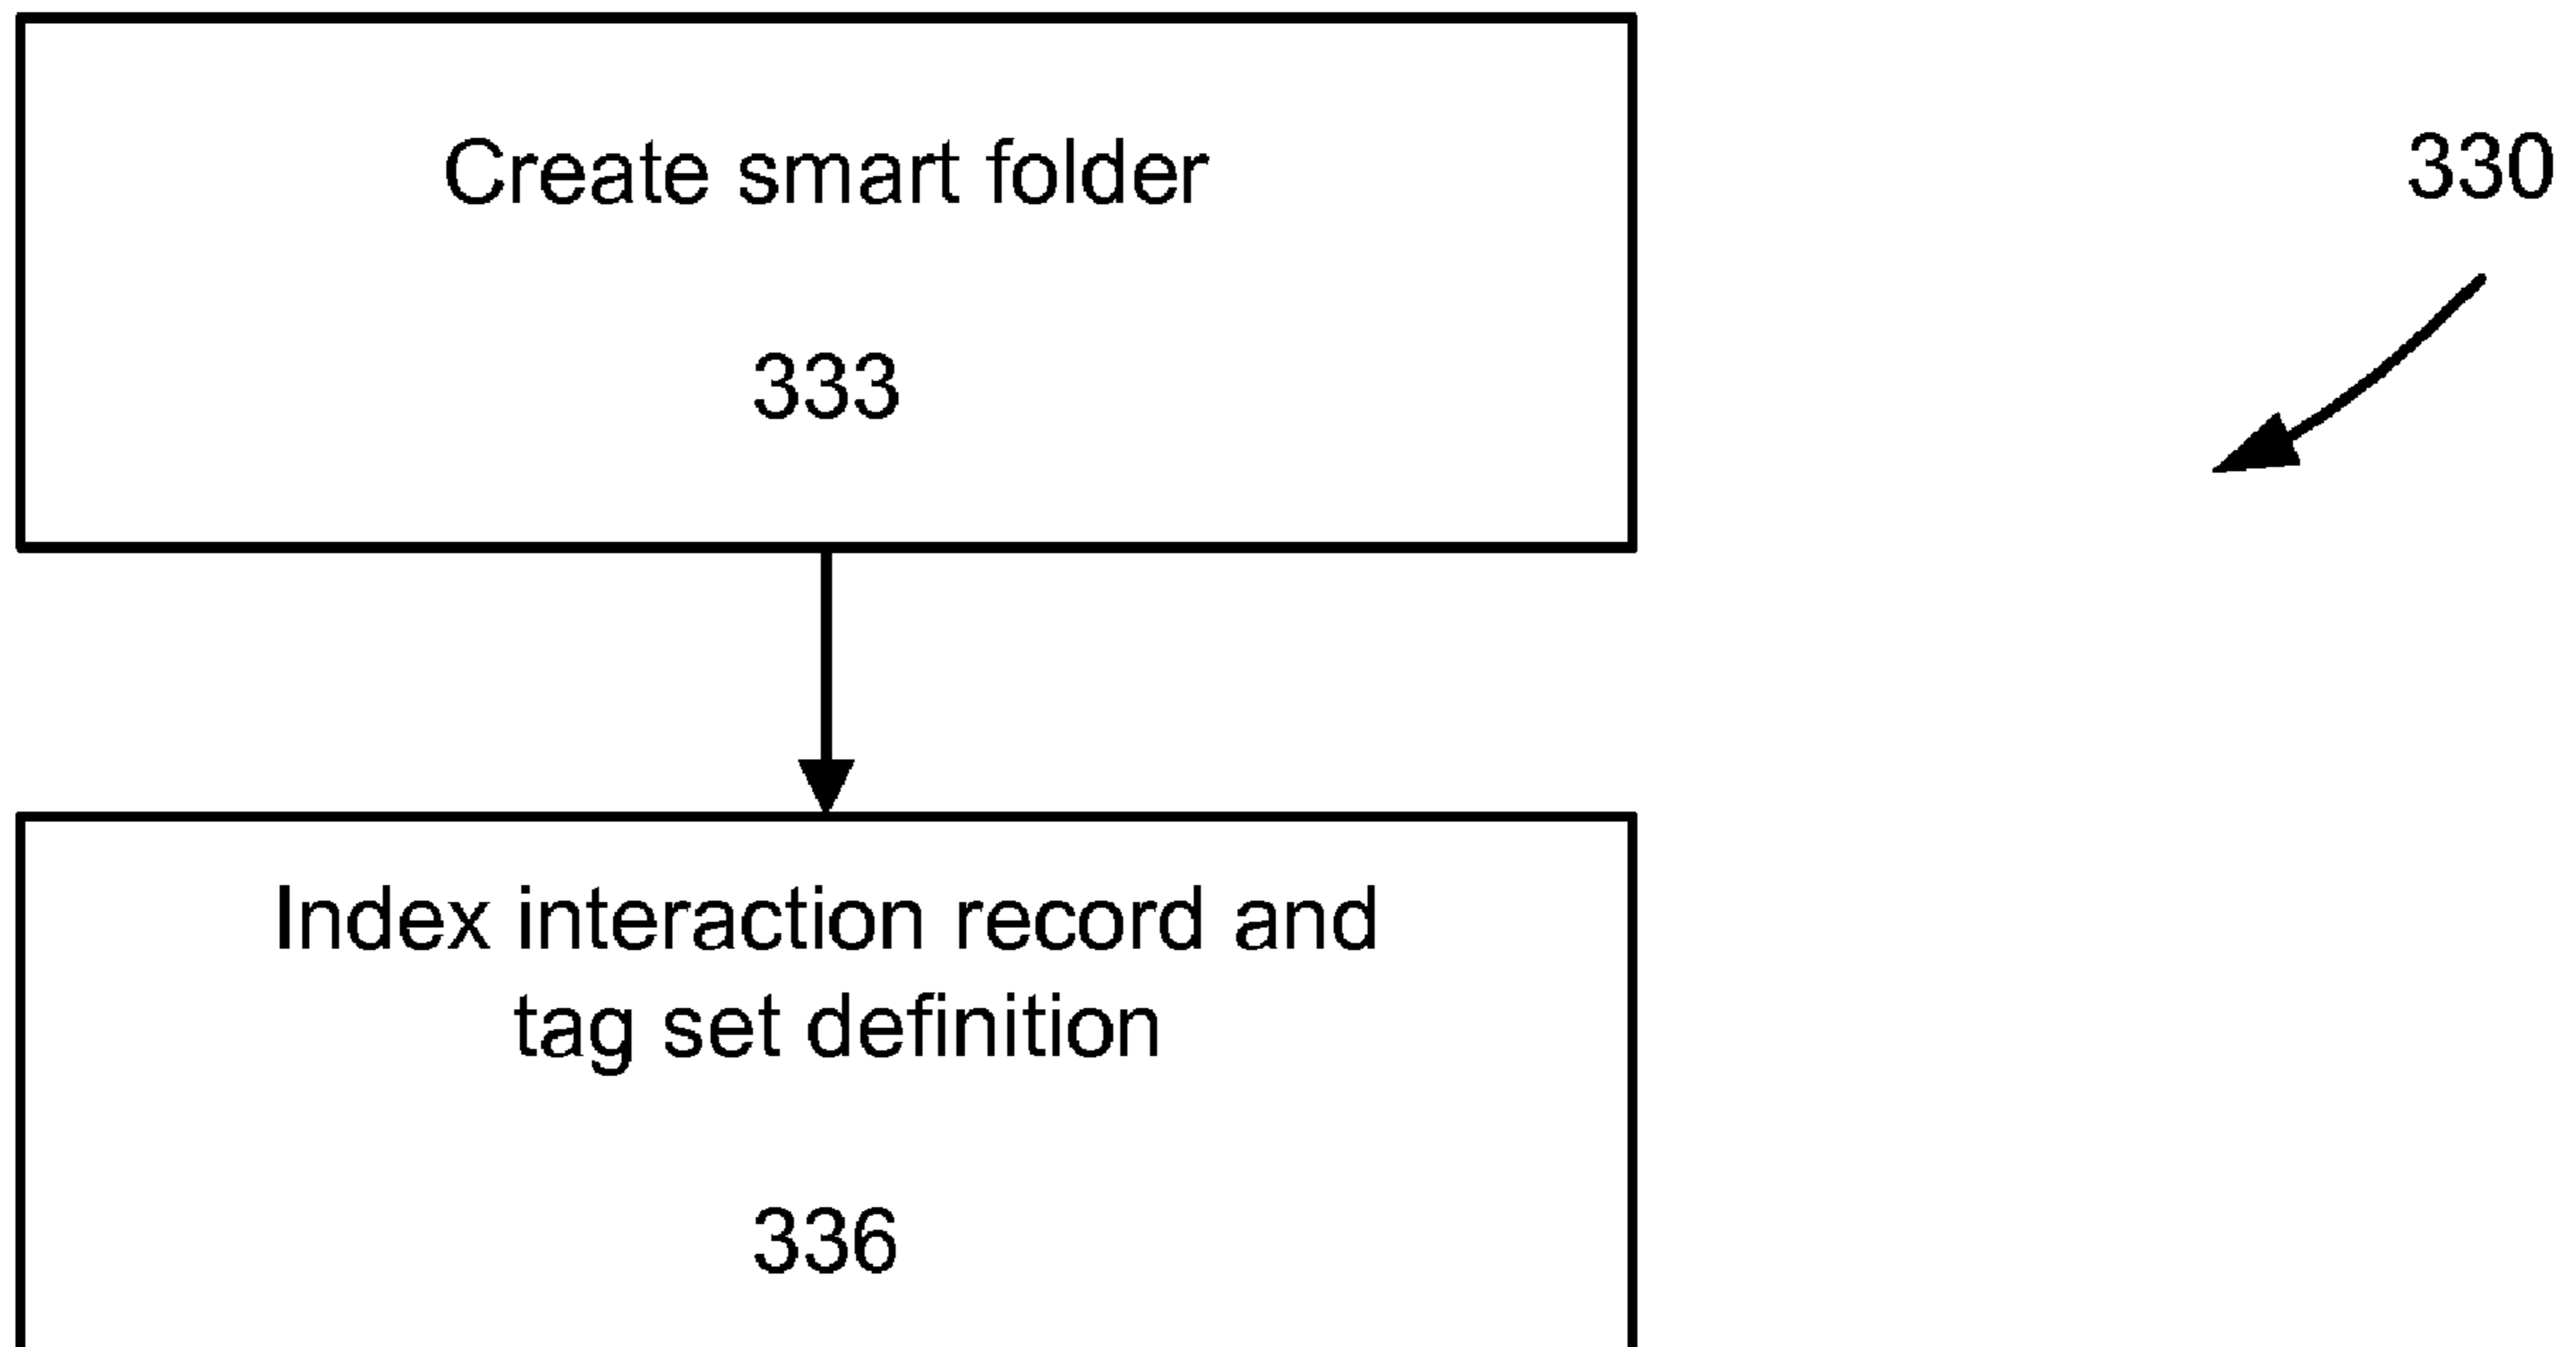 Create smart folder
333
330
Index interaction record and
tag set definition
336